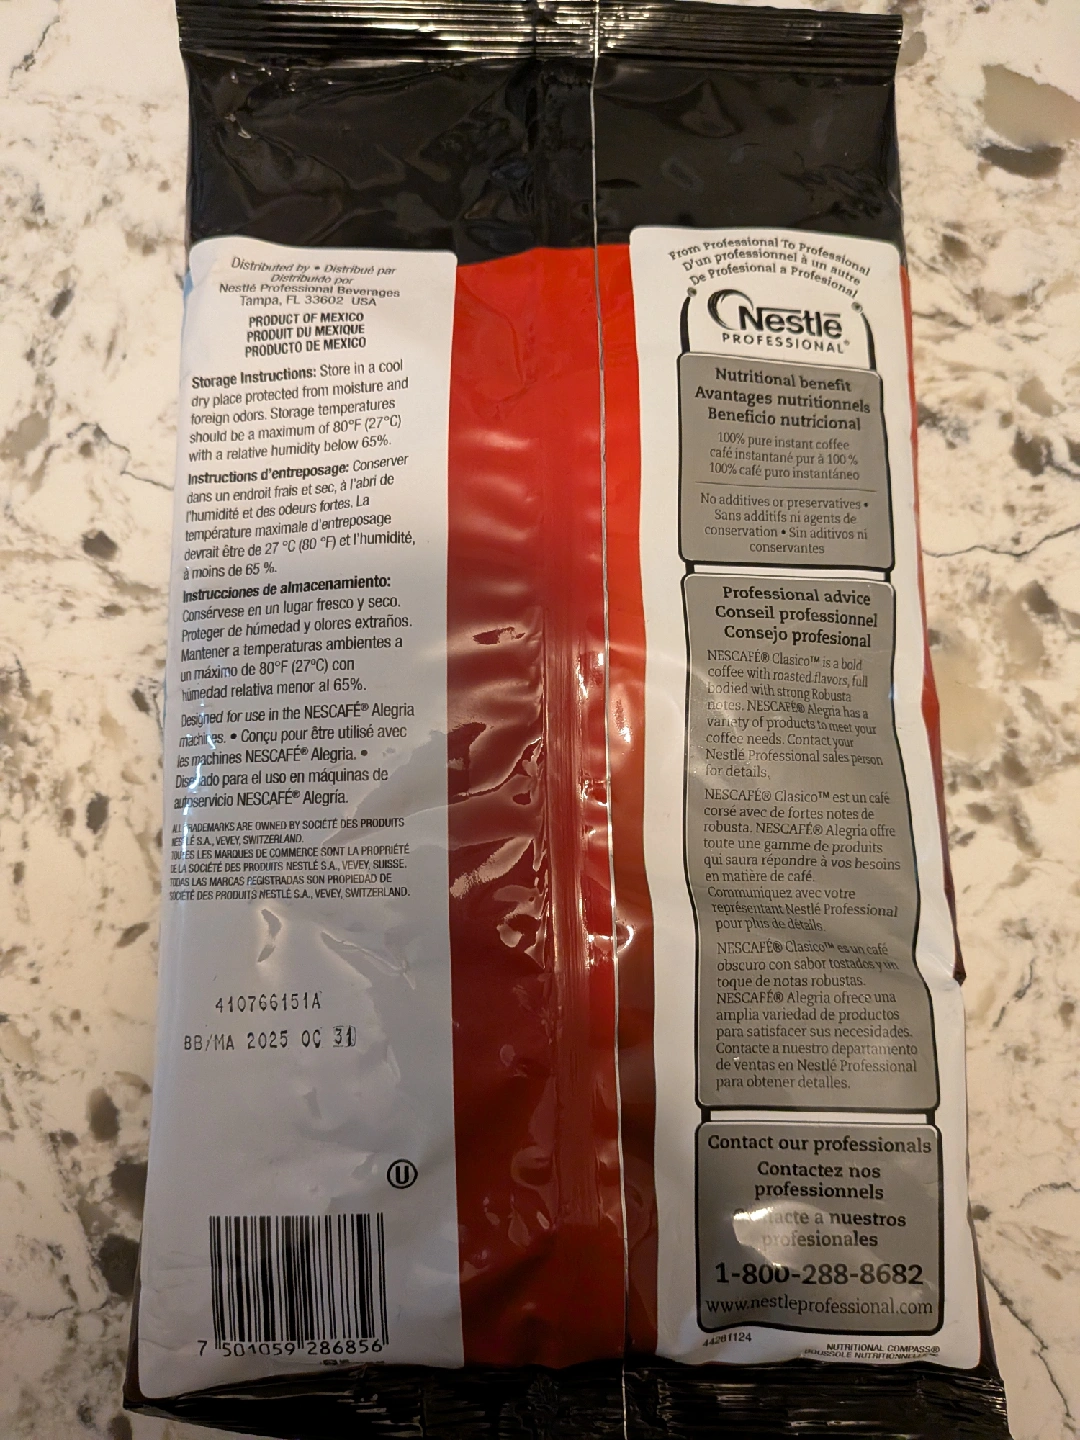 Distributed by • Distribué par
Distribuido por
Nestlé Professional Beverages
Tampa, FL 33602 USA
PRODUCT OF MEXICO
PRODUIT DU MEXIQUE
PRODUCTO DE MEXICO
Storage Instructions: Store in a cool
dry place protected from moisture and
foreign odors. Storage temperatures
should be a maximum of 80°F (27°C)
with a relative humidity below 65%.
Instructions d'entreposage: Conserver
dans un endroit frais et sec, à l'abri de
l'humidité et des odeurs fortes. La
température maximale d'entreposage
devrait être de 27 °C (80 °F) et l'humidité,
à moins de 65 %.
Instrucciones de almacenamiento:
Consérvese en un lugar fresco y seco.
Proteger de húmedad y olores extraños.
Mantener a temperaturas ambientes a
un máximo de 80°F (27°C) con
húmedad relativa menor al 65%.
Designed for use in the NESCAFÉ® Alegria
machines. • Conçu pour être utilisé avec
les machines NESCAFÉ® Alegria. •
Diseñado para el uso en máquinas de
autoservicio NESCAFÉ® Alegría.
ALL TRADEMARKS ARE OWNED BY SOCIÉTÉ DES PRODUITS
NESTLÉ S.A., VEVEY, SWITZERLAND.
TOUTES LES MARQUES DE COMMERCE SONT LA PROPRIÉTÉ
DE LA SOCIÉTÉ DES PRODUITS NESTLÉ S.A., VEVEY, SUISSE.
TODAS LAS MARCAS REGISTRADAS SON PROPIEDAD DE
SOCIÉTÉ DES PRODUITS NESTLÉ S.A., VEVEY, SWITZERLAND.
410766151A
BB/MA 2025 OC 31
U
7 501059 286856
From Professional To Professional
D'un professionnel à un autre
De Profesional a Profesional
Nestlé
PROFESSIONAL®
Nutritional benefit
Avantages nutritionnels
Beneficio nutricional
100% pure instant coffee
café instantané pur à 100 %
100% café puro instantáneo
No additives or preservatives •
Sans additifs ni agents de
conservation • Sin aditivos ni
conservantes
Professional advice
Conseil professionnel
Consejo profesional
NESCAFÉ® Clasico™ is a bold
coffee with roasted flavors, full
bodied with strong Robusta
notes. NESCAFÉ® Alegria has a
variety of products to meet your
coffee needs. Contact your
Nestlé Professional sales person
for details.
NESCAFÉ® Clasico™ est un café
corsé avec de fortes notes de
robusta. NESCAFÉ® Alegria offre
toute une gamme de produits
qui saura répondre à vos besoins
en matière de café.
Communiquez avec votre
représentant Nestlé Professional
pour plus de détails.
NESCAFÉ® Clasico™ es un café
obscuro con sabor tostados y un
toque de notas robustas.
NESCAFÉ® Alegria ofrece una
amplia variedad de productos
para satisfacer sus necesidades.
Contacte a nuestro departamento
de ventas en Nestlé Professional
para obtener detalles.
Contact our professionals
Contactez nos
professionnels
a nuestros
profesionales
1-800-288-8682
www.nestleprofessional.com
44201124
NUTRITIONAL COMPASS®